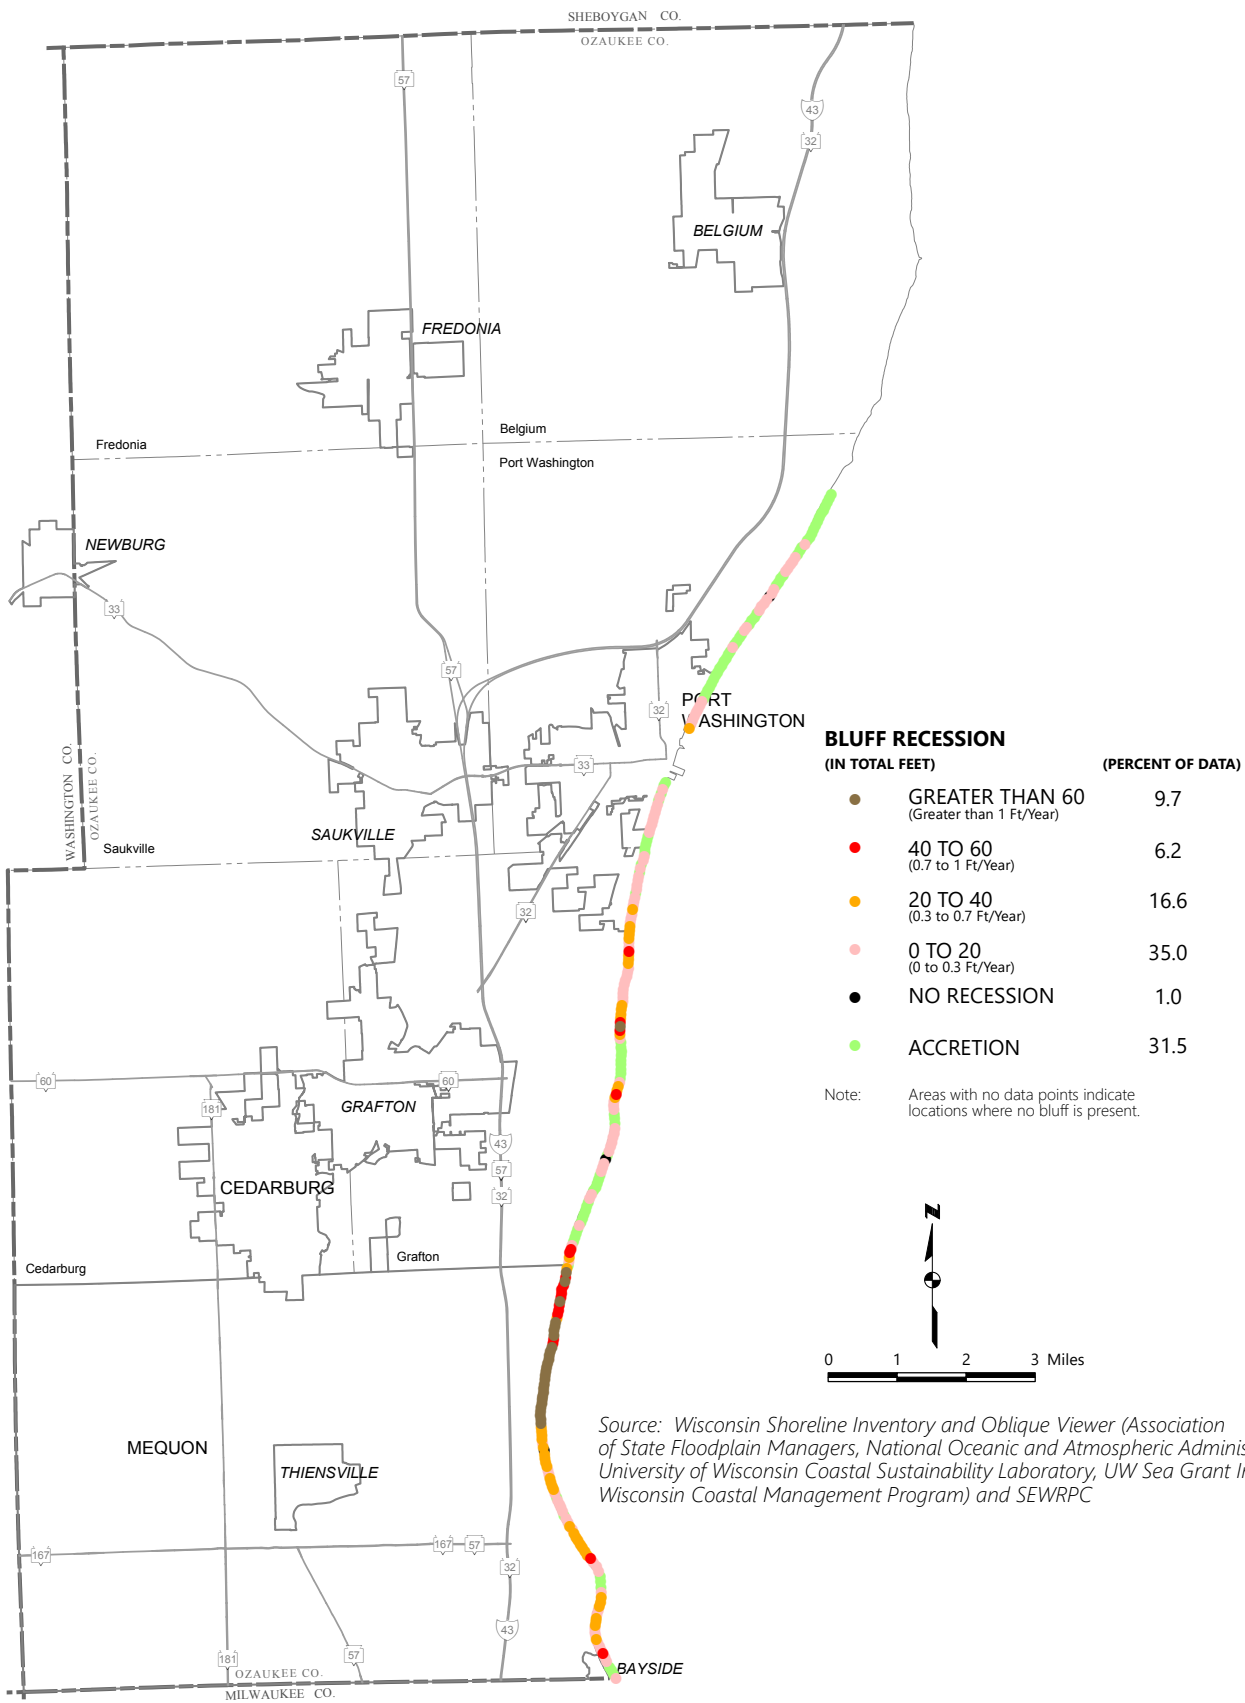 SHEBOYGAN CO.
OZAUKEE CO.
57
43
32
BELGIUM
FREDONIA
Fredonia
Belgium
Port Washington
NEWBURG
33
57
32
PORT
WASHINGTON
33
WASHINGTON CO.
OZAUKEE CO.
SAUKVILLE
Saukville
32
BLUFF RECESSION
(IN TOTAL FEET) (PERCENT OF DATA)
GREATER THAN 60 9.7
(Greater than 1 Ft/Year)
40 TO 60 6.2
(0.7 to 1 Ft/Year)
20 TO 40 16.6
(0.3 to 0.7 Ft/Year)
0 TO 20 35.0
(0 to 0.3 Ft/Year)
NO RECESSION 1.0
ACCRETION 31.5
Note: Areas with no data points indicate
locations where no bluff is present.
60
60
181
GRAFTON
43
57
32
CEDARBURG
Cedarburg
Grafton
N
0 1 2 3 Miles
MEQUON
THIENSVILLE
Source: Wisconsin Shoreline Inventory and Oblique Viewer (Association
of State Floodplain Managers, National Oceanic and Atmospheric Adminis
University of Wisconsin Coastal Sustainability Laboratory, UW Sea Grant In
Wisconsin Coastal Management Program) and SEWRPC
167
167 57
32
43
181
57
BAYSIDE
OZAUKEE CO.
MILWAUKEE CO.